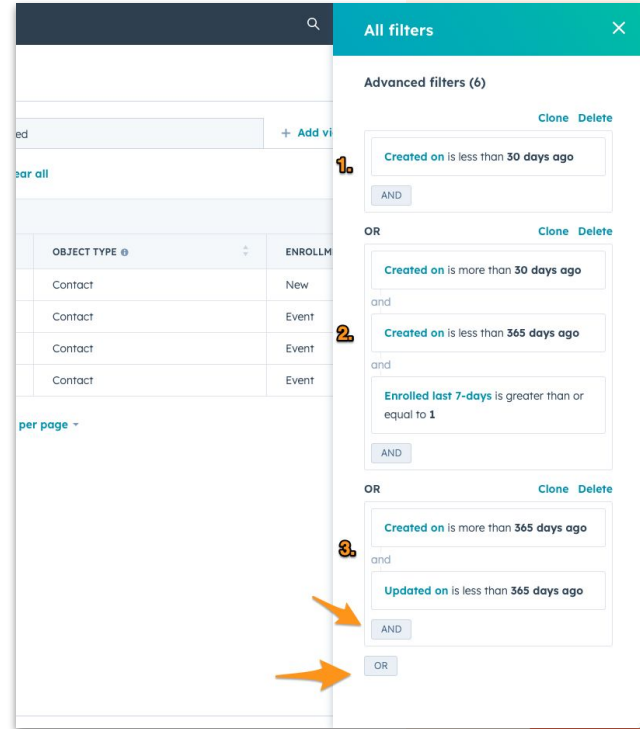 All filters
Advanced filters (6)
Clone Delete
ed
+ Add vi
1.
Created on is less than 30 days ago
ear all
AND
OR
Clone Delete
OBJECT TYPE
ENROLLM
Created on is more than 30 days ago
Contact
New
and
Contact
Event
2.
Created on is less than 365 days ago
Contact
Event
and
Contact
Event
Enrolled last 7-days is greater than or
equal to 1
per page
AND
OR
Clone Delete
Created on is more than 365 days ago
3.
and
Updated on is less than 365 days ago
AND
OR